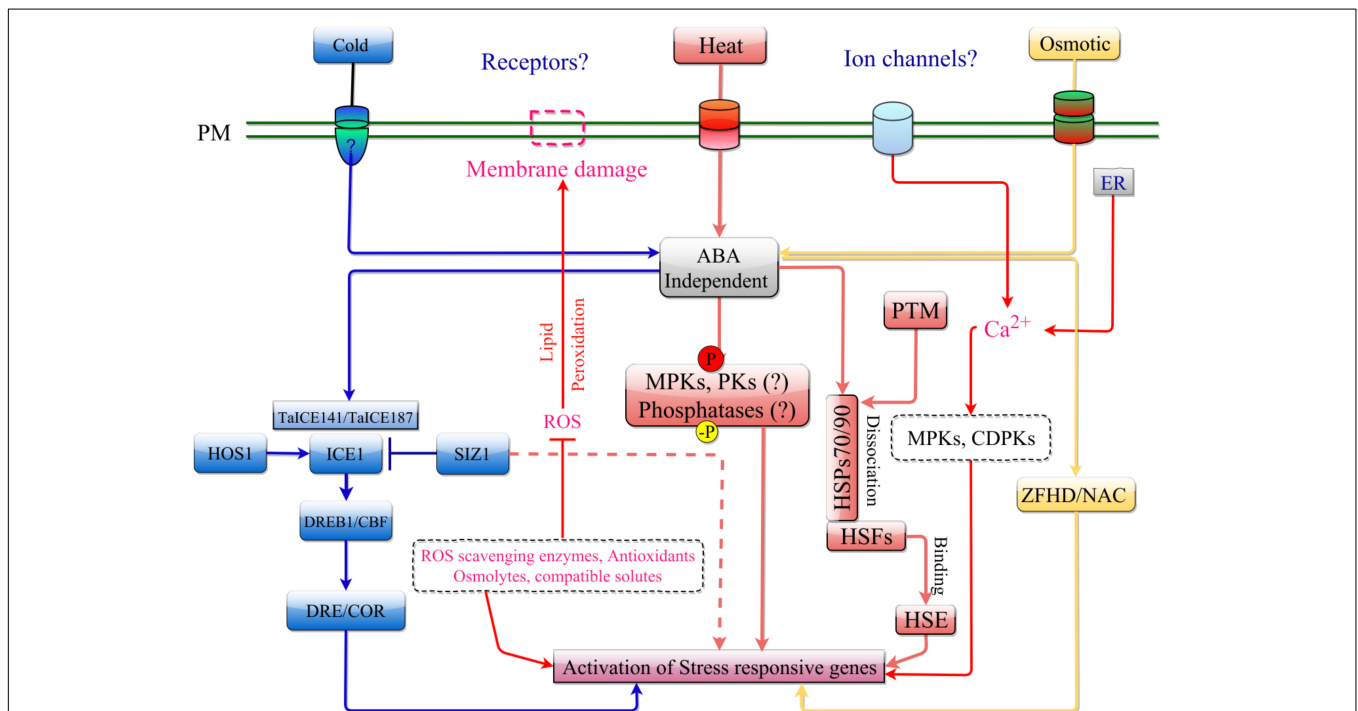 Cold
Receptors?
Heat
Ion channels?
Osmotic
PM
?
Membrane damage
ER
ABA
Independent
PTM
Ca2+
Lipid
Peroxidation
P
MPKs, PKs (?)
Phosphatases (?)
-P
TaICE141/TaICE187
ROS
HSPs70/90
Dissociation
MPKs, CDPKs
HOS1
ICE1
SIZ1
ZFHD/NAC
DREB1/CBF
HSFs
Binding
ROS scavenging enzymes, Antioxidants
Osmolytes, compatible solutes
DRE/COR
HSE
Activation of Stress responsive genes